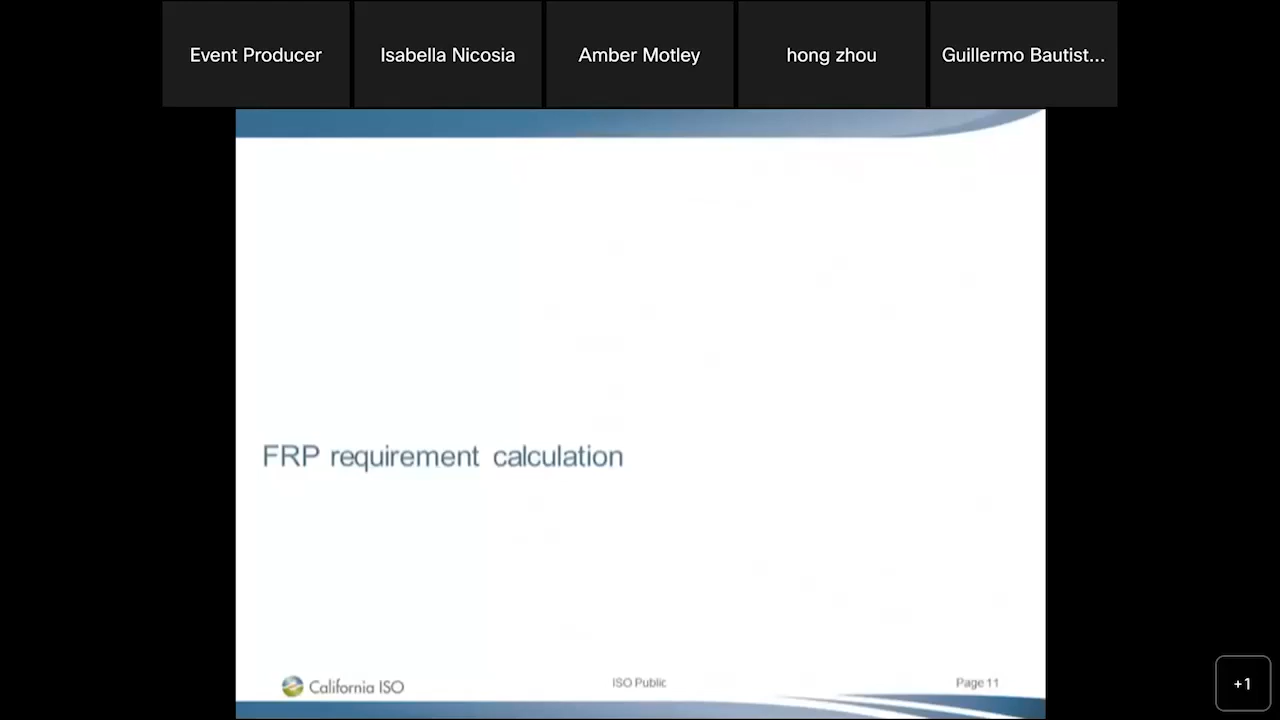 Event Producer
Isabella Nicosia
Amber Motley
hong zhou
Guillermo Bautist...
FRP requirement calculation
California ISO
ISO Public
Page 11
+1